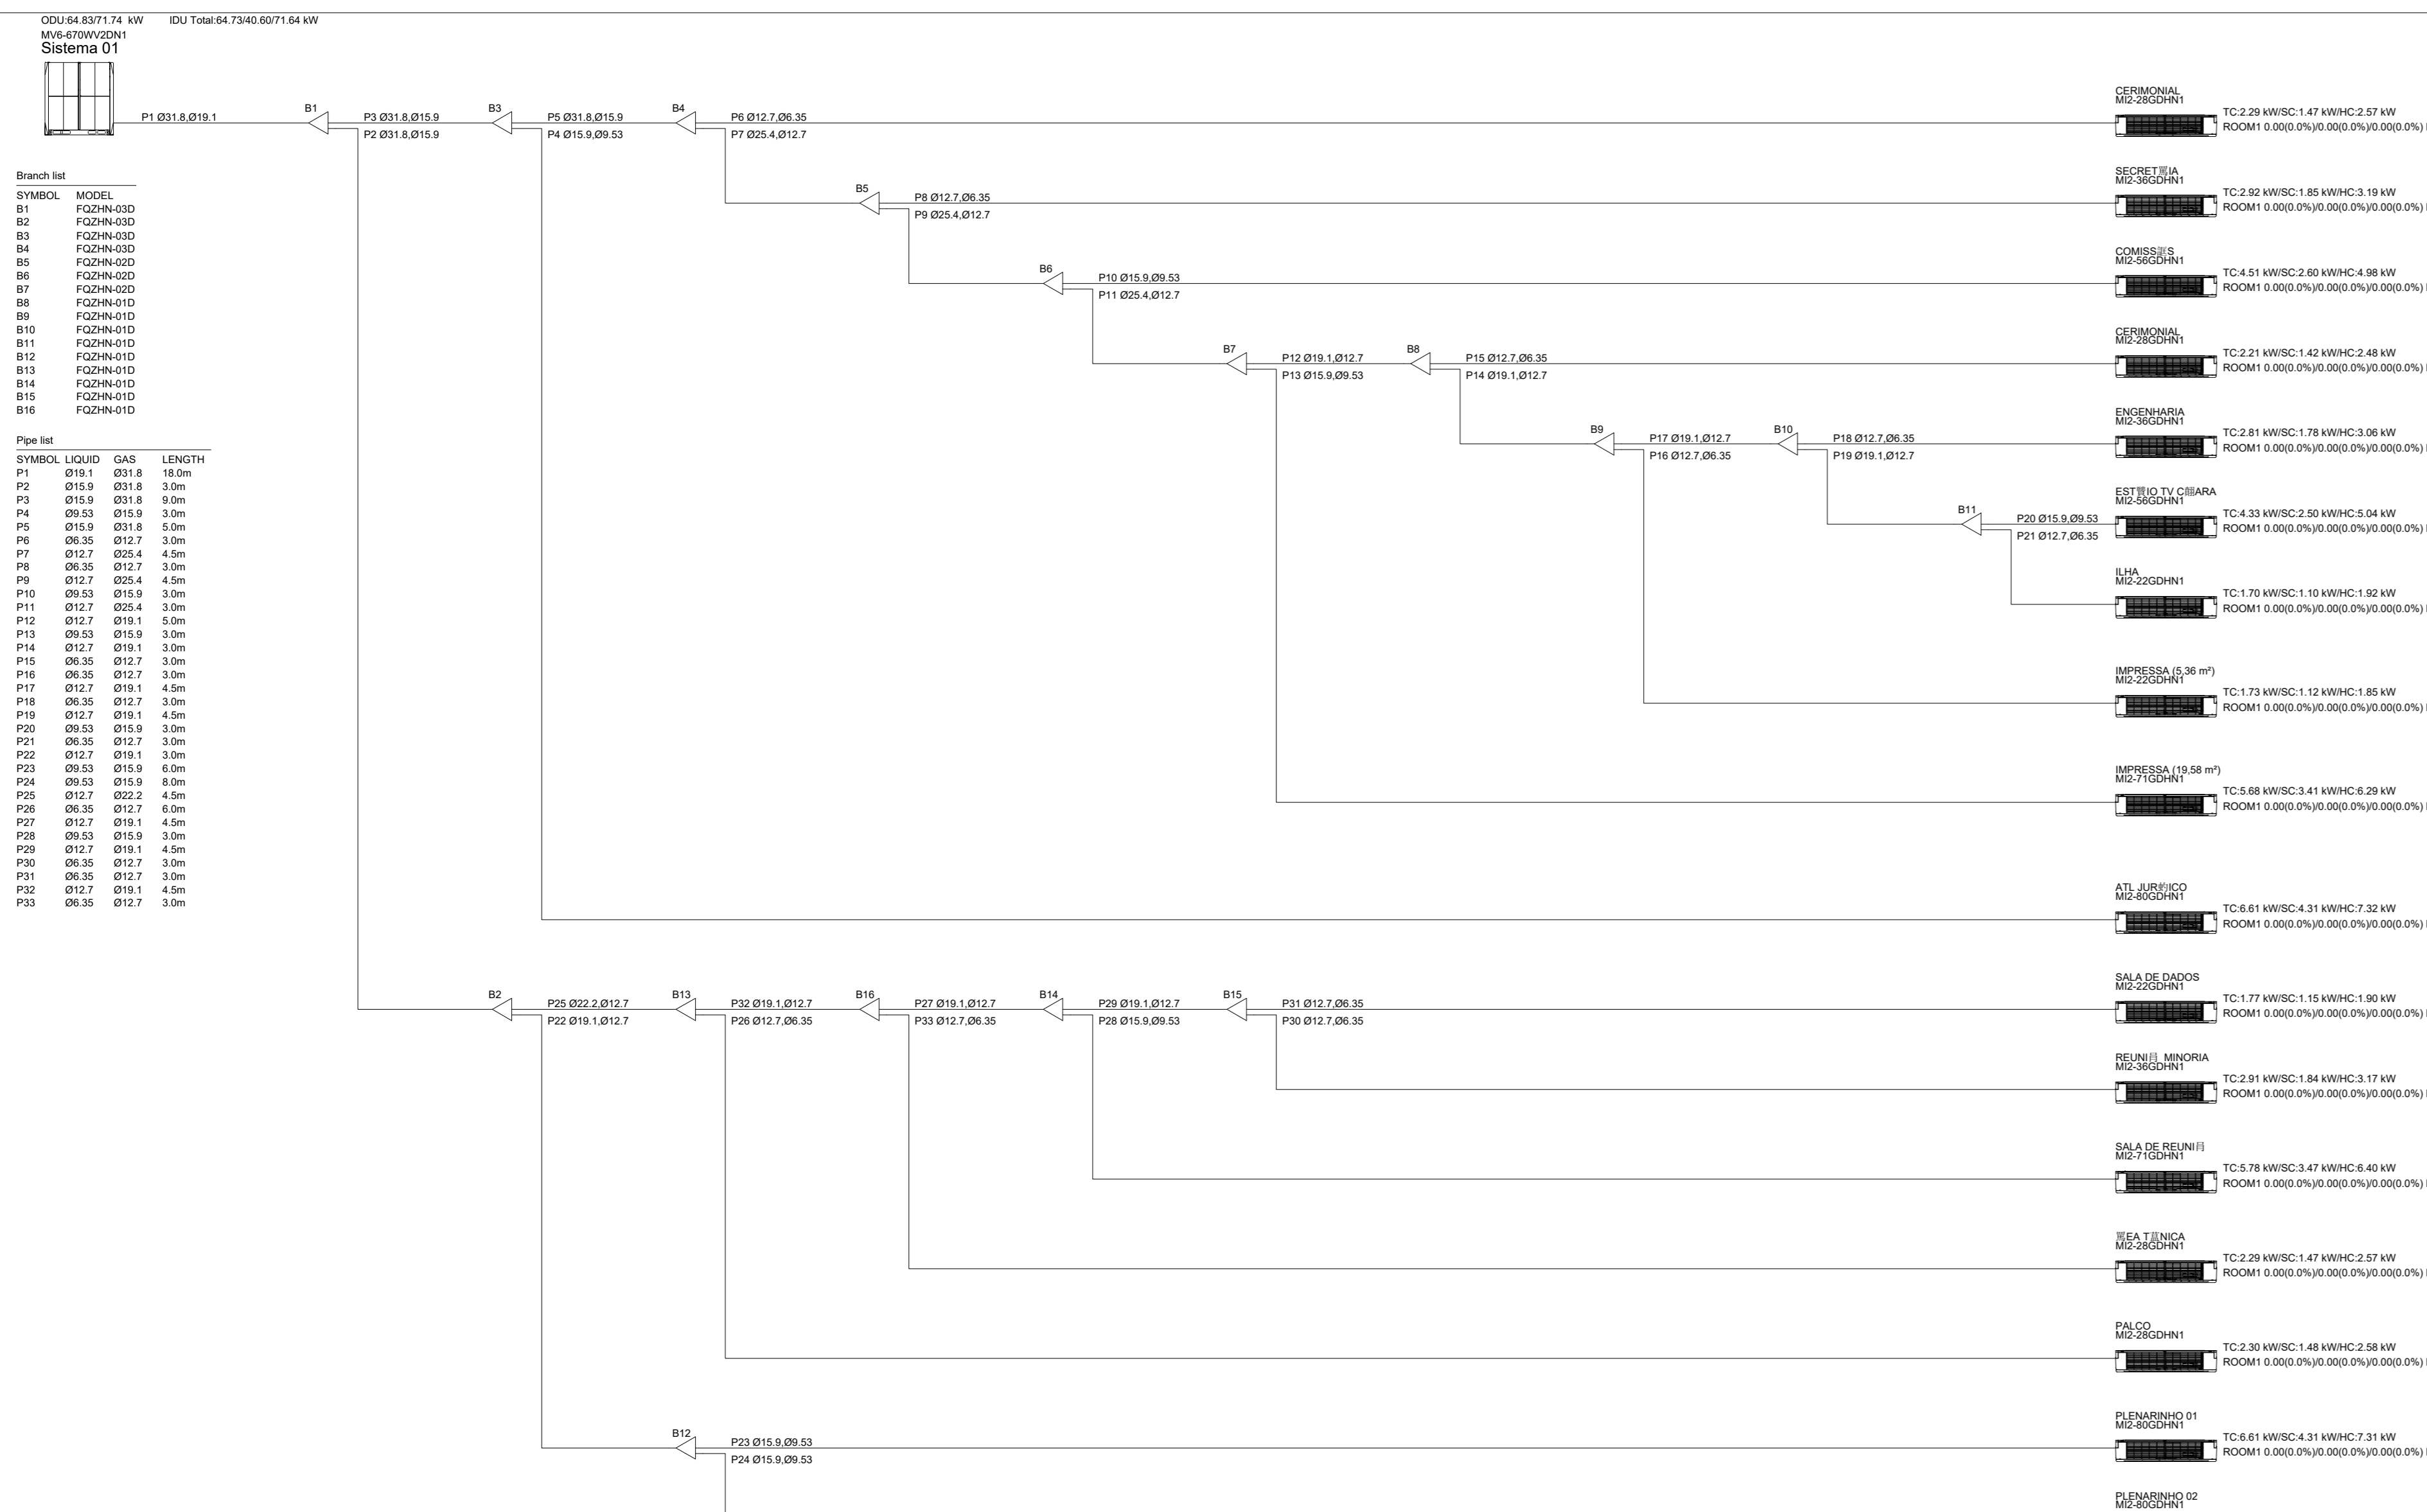 ODU:64.83/71.74 kW IDU Total:64.73/40.60/71.64 kW
MV6-670WV2DN1
Sistema 01
P1 Ø31.8,Ø19.1
B1
P3 Ø31.8,Ø15.9
P2 Ø31.8,Ø15.9
B3
P5 Ø31.8,Ø15.9
P4 Ø15.9,Ø9.53
B4
P6 Ø12.7,Ø6.35
P7 Ø25.4,Ø12.7
CERIMONIAL
MI2-28GDHN1
TC:2.29 kW/SC:1.47 kW/HC:2.57 kW
ROOM1 0.00(0.0%)/0.00(0.0%)/0.00(0.0%)
Branch list
SYMBOL MODEL
B1 FQZHN-03D
B2 FQZHN-03D
B3 FQZHN-03D
B4 FQZHN-03D
B5 FQZHN-02D
B6 FQZHN-02D
B7 FQZHN-02D
B8 FQZHN-01D
B9 FQZHN-01D
B10 FQZHN-01D
B11 FQZHN-01D
B12 FQZHN-01D
B13 FQZHN-01D
B14 FQZHN-01D
B15 FQZHN-01D
B16 FQZHN-01D
Pipe list
SYMBOL LIQUID GAS LENGTH
P1 Ø19.1 Ø31.8 18.0m
P2 Ø15.9 Ø31.8 3.0m
P3 Ø15.9 Ø31.8 9.0m
P4 Ø9.53 Ø15.9 3.0m
P5 Ø15.9 Ø31.8 5.0m
P6 Ø6.35 Ø12.7 3.0m
P7 Ø12.7 Ø25.4 4.5m
P8 Ø6.35 Ø12.7 3.0m
P9 Ø12.7 Ø25.4 4.5m
P10 Ø9.53 Ø15.9 3.0m
P11 Ø12.7 Ø25.4 3.0m
P12 Ø12.7 Ø19.1 5.0m
P13 Ø9.53 Ø15.9 3.0m
P14 Ø12.7 Ø19.1 3.0m
P15 Ø6.35 Ø12.7 3.0m
P16 Ø6.35 Ø12.7 3.0m
P17 Ø12.7 Ø19.1 4.5m
P18 Ø6.35 Ø12.7 3.0m
P19 Ø12.7 Ø19.1 4.5m
P20 Ø9.53 Ø15.9 3.0m
P21 Ø6.35 Ø12.7 3.0m
P22 Ø12.7 Ø19.1 3.0m
P23 Ø9.53 Ø15.9 6.0m
P24 Ø9.53 Ø15.9 8.0m
P25 Ø12.7 Ø22.2 4.5m
P26 Ø6.35 Ø12.7 6.0m
P27 Ø12.7 Ø19.1 4.5m
P28 Ø9.53 Ø15.9 3.0m
P29 Ø12.7 Ø19.1 4.5m
P30 Ø6.35 Ø12.7 3.0m
P31 Ø6.35 Ø12.7 3.0m
P32 Ø12.7 Ø19.1 4.5m
P33 Ø6.35 Ø12.7 3.0m
B5
P8 Ø12.7,Ø6.35
P9 Ø25.4,Ø12.7
MI2-36GDHN1
TC:2.92 kW/SC:1.85 kW/HC:3.19 kW
ROOM1 0.00(0.0%)/0.00(0.0%)/0.00(0.0%)
B6
P10 Ø15.9,Ø9.53
P11 Ø25.4,Ø12.7
MI2-56GDHN1
TC:4.51 kW/SC:2.60 kW/HC:4.98 kW
ROOM1 0.00(0.0%)/0.00(0.0%)/0.00(0.0%)
B7
P12 Ø19.1,Ø12.7
P13 Ø15.9,Ø9.53
B8
P15 Ø12.7,Ø6.35
P14 Ø19.1,Ø12.7
CERIMONIAL
MI2-28GDHN1
TC:2.21 kW/SC:1.42 kW/HC:2.48 kW
ROOM1 0.00(0.0%)/0.00(0.0%)/0.00(0.0%)
B9
P17 Ø19.1,Ø12.7
P16 Ø12.7,Ø6.35
B10
P18 Ø12.7,Ø6.35
P19 Ø19.1,Ø12.7
ENGENHARIA
MI2-36GDHN1
TC:2.81 kW/SC:1.78 kW/HC:3.06 kW
ROOM1 0.00(0.0%)/0.00(0.0%)/0.00(0.0%)
B11
P20 Ø15.9,Ø9.53
P21 Ø12.7,Ø6.35
TV
MI2-56GDHN1
TC:4.33 kW/SC:2.50 kW/HC:5.04 kW
ROOM1 0.00(0.0%)/0.00(0.0%)/0.00(0.0%)
ILHA
MI2-22GDHN1
TC:1.70 kW/SC:1.10 kW/HC:1.92 kW
ROOM1 0.00(0.0%)/0.00(0.0%)/0.00(0.0%)
IMPRESSA (5,36 m²)
MI2-22GDHN1
TC:1.73 kW/SC:1.12 kW/HC:1.85 kW
ROOM1 0.00(0.0%)/0.00(0.0%)/0.00(0.0%)
IMPRESSA (19,58 m²)
MI2-71GDHN1
TC:5.68 kW/SC:3.41 kW/HC:6.29 kW
ROOM1 0.00(0.0%)/0.00(0.0%)/0.00(0.0%)
ATL
MI2-80GDHN1
TC:6.61 kW/SC:4.31 kW/HC:7.32 kW
ROOM1 0.00(0.0%)/0.00(0.0%)/0.00(0.0%)
B2
P25 Ø22.2,Ø12.7
P22 Ø19.1,Ø12.7
B13
P32 Ø19.1,Ø12.7
P26 Ø12.7,Ø6.35
B16
P27 Ø19.1,Ø12.7
P33 Ø12.7,Ø6.35
B14
P29 Ø19.1,Ø12.7
P28 Ø15.9,Ø9.53
B15
P31 Ø12.7,Ø6.35
P30 Ø12.7,Ø6.35
SALA DE DADOS
MI2-22GDHN1
TC:1.77 kW/SC:1.15 kW/HC:1.90 kW
ROOM1 0.00(0.0%)/0.00(0.0%)/0.00(0.0%)
MINORIA
MI2-36GDHN1
TC:2.91 kW/SC:1.84 kW/HC:3.17 kW
ROOM1 0.00(0.0%)/0.00(0.0%)/0.00(0.0%)
SALA DE
MI2-71GDHN1
TC:5.78 kW/SC:3.47 kW/HC:6.40 kW
ROOM1 0.00(0.0%)/0.00(0.0%)/0.00(0.0%)
MI2-28GDHN1
TC:2.29 kW/SC:1.47 kW/HC:2.57 kW
ROOM1 0.00(0.0%)/0.00(0.0%)/0.00(0.0%)
PALCO
MI2-28GDHN1
TC:2.30 kW/SC:1.48 kW/HC:2.58 kW
ROOM1 0.00(0.0%)/0.00(0.0%)/0.00(0.0%)
B12
P23 Ø15.9,Ø9.53
P24 Ø15.9,Ø9.53
PLENARINHO 01
MI2-80GDHN1
TC:6.61 kW/SC:4.31 kW/HC:7.31 kW
ROOM1 0.00(0.0%)/0.00(0.0%)/0.00(0.0%)
PLENARINHO 02
MI2-80GDHN1